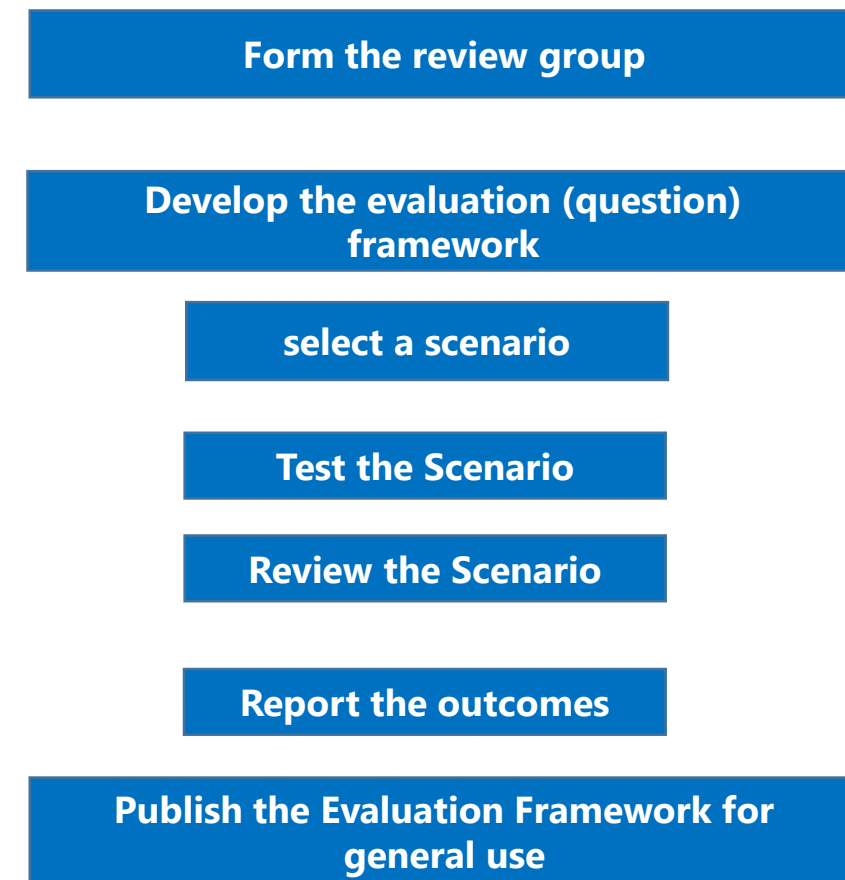 Form the review group
Develop the evaluation (question)
framework
select a scenario
Test the Scenario
Review the Scenario
Report the outcomes
Publish the Evaluation Framework for
general use